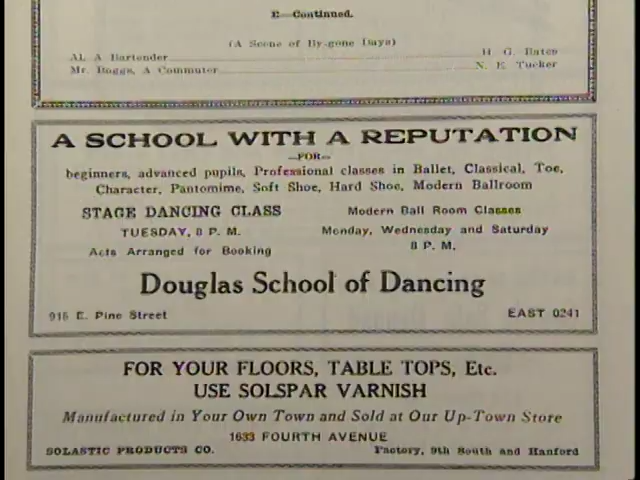 E—Continued.
(A Scene of By-gone Days)
Al, A Bartender H. G. Bates
Mr. Boggs, A Commuter N. E. Tucker
A SCHOOL WITH A REPUTATION
—FOR—
beginners, advanced pupils, Professional classes in Ballet, Classical, Toe,
Character, Pantomime, Soft Shoe, Hard Shoe, Modern Ballroom
STAGE DANCING CLASS
TUESDAY, 8 P. M.
Acts Arranged for Booking
Modern Ball Room Classes
Monday, Wednesday and Saturday
8 P. M.
Douglas School of Dancing
915 E. Pine Street EAST 0241
FOR YOUR FLOORS, TABLE TOPS, Etc.
USE SOLSPAR VARNISH
Manufactured in Your Own Town and Sold at Our Up-Town Store
1633 FOURTH AVENUE
SOLASTIC PRODUCTS CO. Factory, 9th South and Hanford